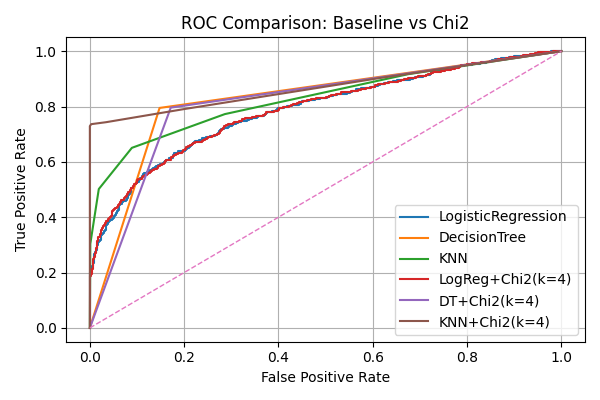 ROC Comparison: Baseline vs Chi2
True Positive Rate
1.0
0.8
0.6
0.4
0.2
0.0
LogisticRegression
DecisionTree
KNN
LogReg+Chi2(k=4)
DT+Chi2(k=4)
KNN+Chi2(k=4)
0.0 0.2 0.4 0.6 0.8 1.0
False Positive Rate